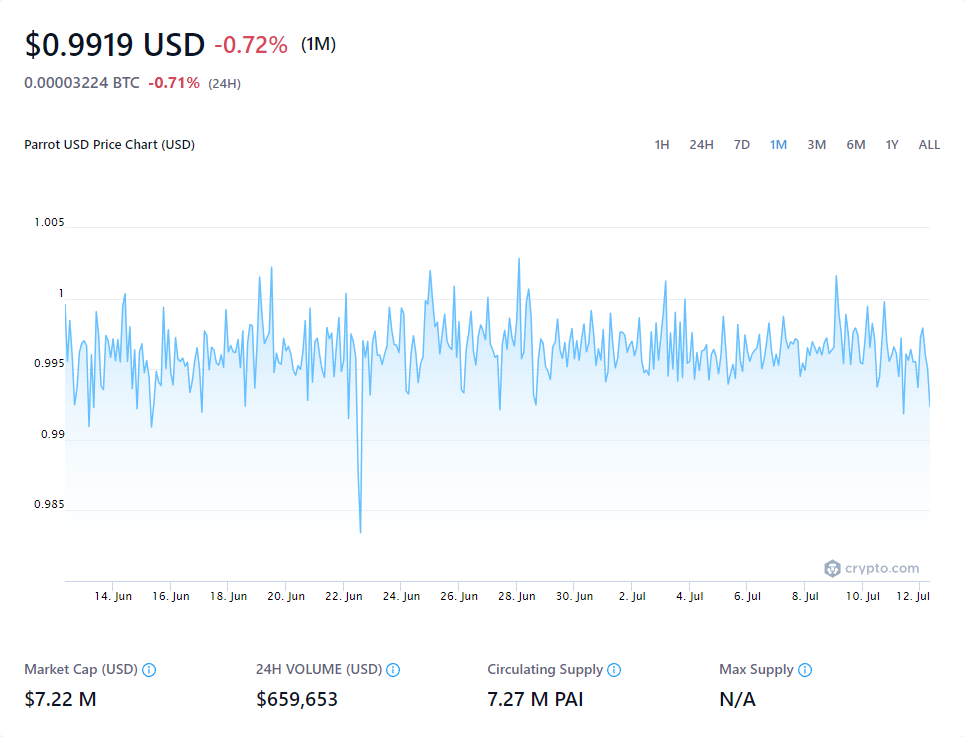 $0.9919 USD -0.72% (1M)
0.00003224 BTC -0.71% (24H)
Parrot USD Price Chart (USD) 1H 24H 7D 1M 3M 6M 1Y ALL
1.005
1
0.995
0.99
0.985
crypto.com
14. Jun 16. Jun 18. Jun 20. Jun 22. Jun 24. Jun 26. Jun 28. Jun 30. Jun 2. Jul 4. Jul 6. Jul 8. Jul 10. Jul 12. Jul
Market Cap (USD) 24H VOLUME (USD) Circulating Supply Max Supply
$7.22 M $659,653 7.27 M PAI N/A